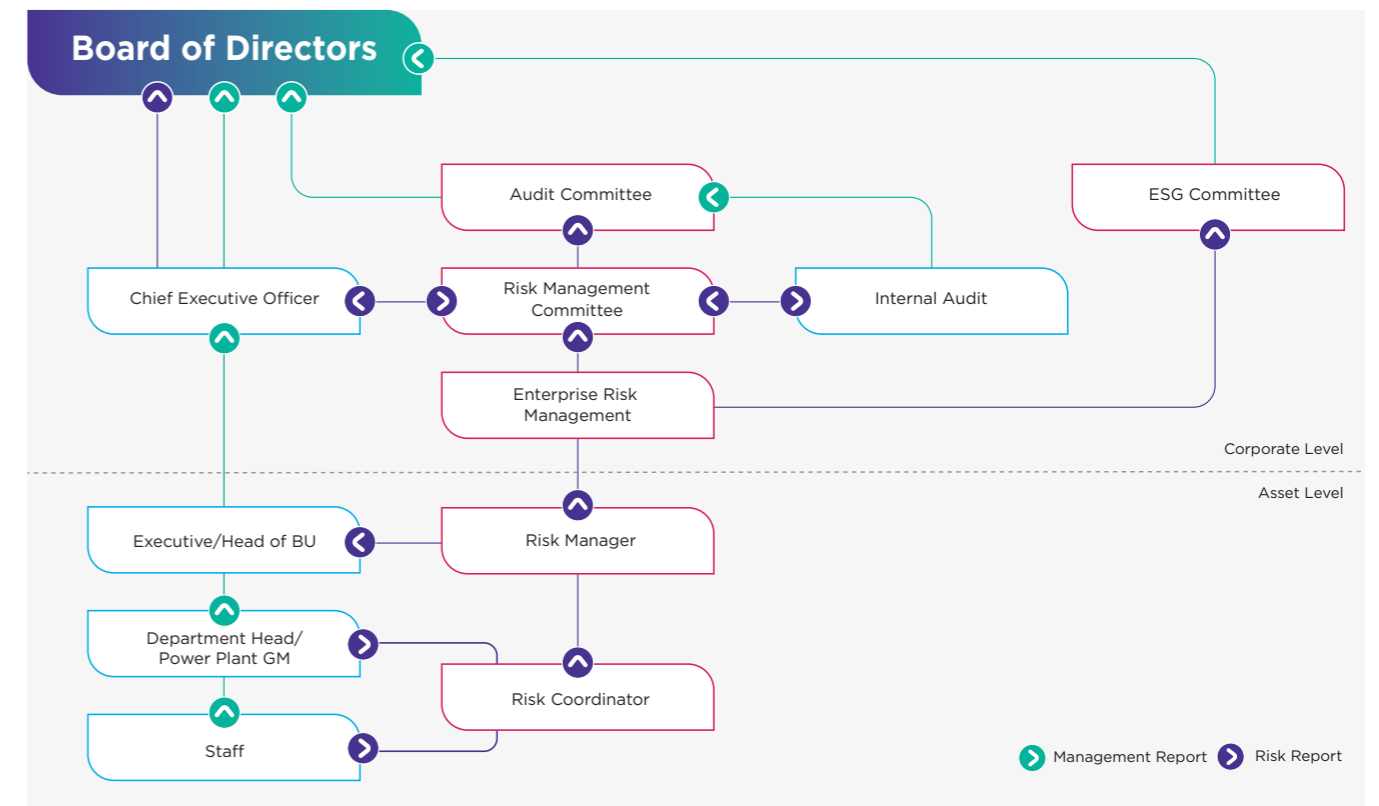 Board of Directors
Audit Committee
ESG Committee
Chief Executive Officer
Risk Management
Committee
Internal Audit
Enterprise Risk
Management
Corporate Level
Asset Level
Executive/Head of BU
Risk Manager
Department Head/
Power Plant GM
Risk Coordinator
Staff
Management Report
Risk Report